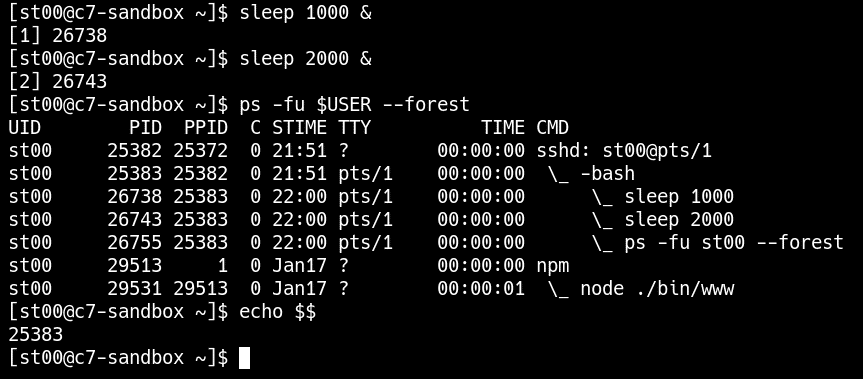 [st00@c7-sandbox ~]$ sleep 1000 &
[1] 26738
[st00@c7-sandbox ~]$ sleep 2000 &
[2] 26743
[st00@c7-sandbox ~]$ ps -fu $USER --forest
UID        PID  PPID  C STIME TTY          TIME CMD
st00     25382 25372  0 21:51 ?        00:00:00 sshd: st00@pts/1
st00     25383 25382  0 21:51 pts/1    00:00:00  \_ -bash
st00     26738 25383  0 22:00 pts/1    00:00:00      \_ sleep 1000
st00     26743 25383  0 22:00 pts/1    00:00:00      \_ sleep 2000
st00     26755 25383  0 22:00 pts/1    00:00:00      \_ ps -fu st00 --forest
st00     29513     1  0 Jan17 ?        00:00:00 npm
st00     29531 29513  0 Jan17 ?        00:00:01  \_ node ./bin/www
[st00@c7-sandbox ~]$ echo $$
25383
[st00@c7-sandbox ~]$